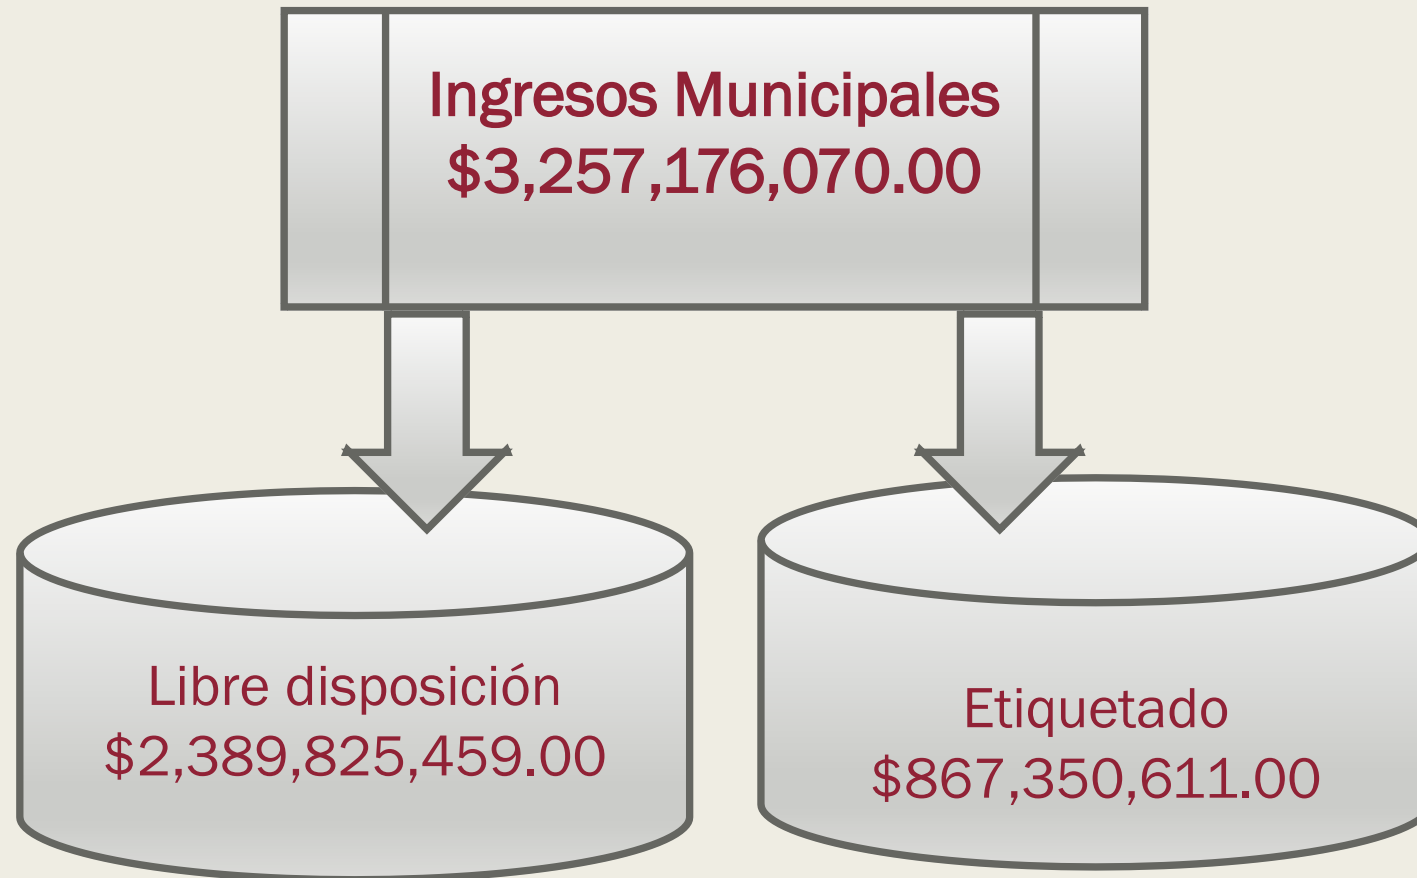 Ingresos Municipales
$3,257,176,070.00
Libre disposición
$2,389,825,459.00
Etiquetado
$867,350,611.00